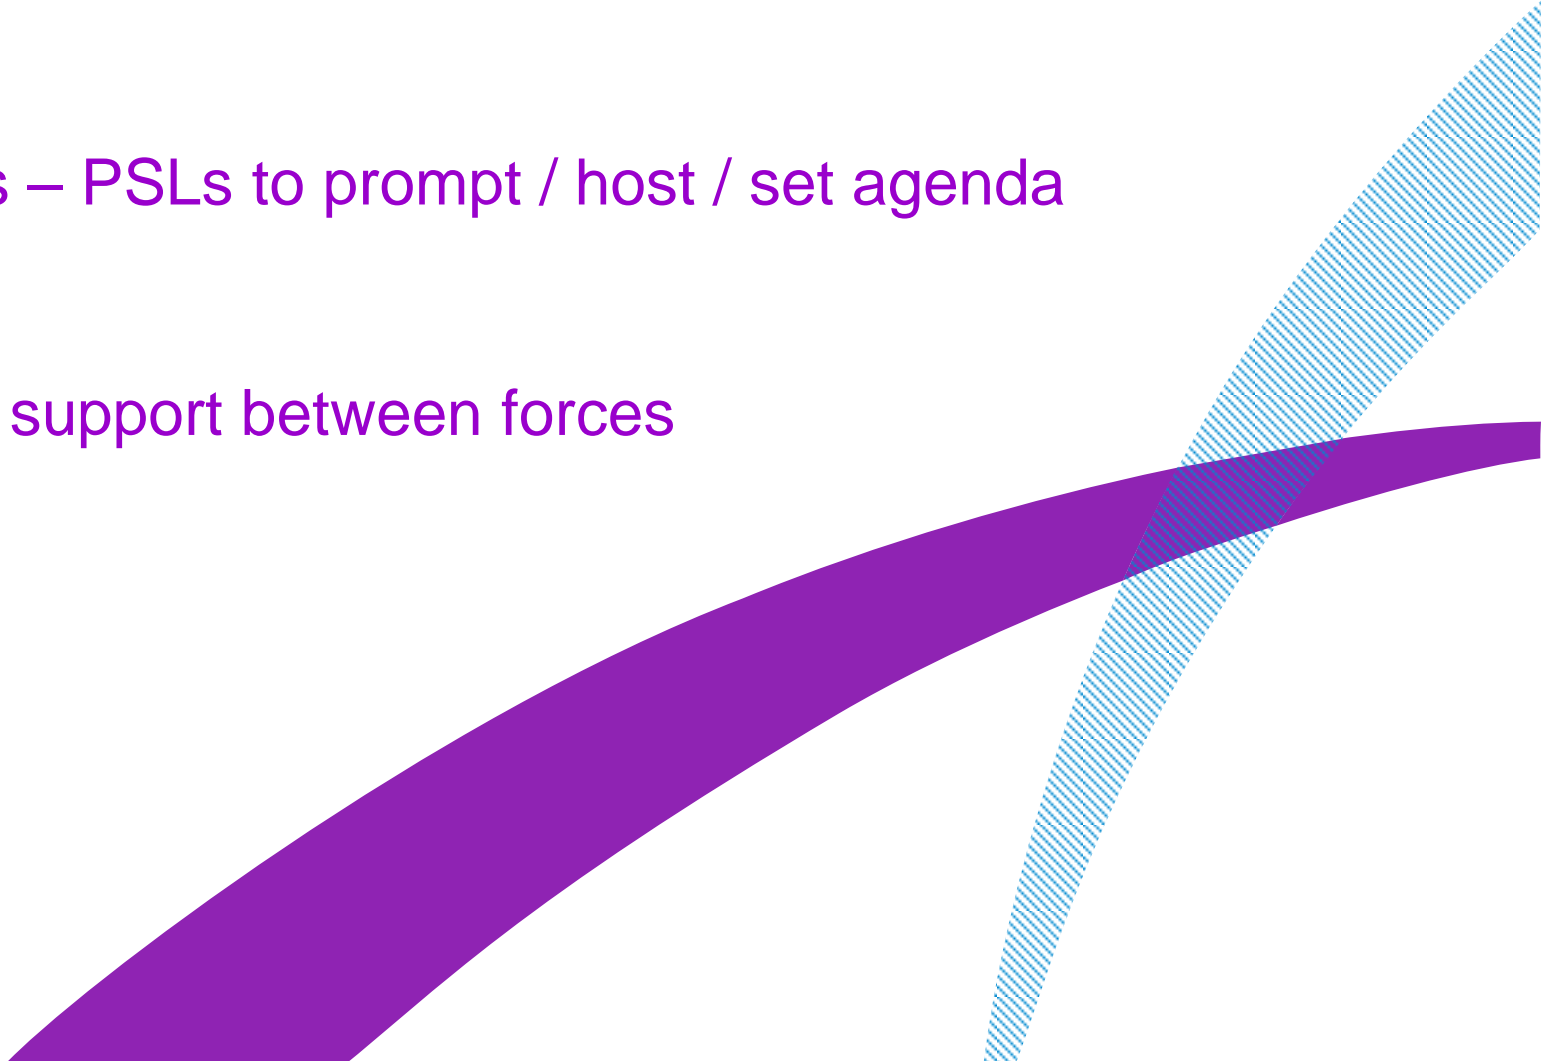 s – PSLs to prompt / host / set agenda
support between forces